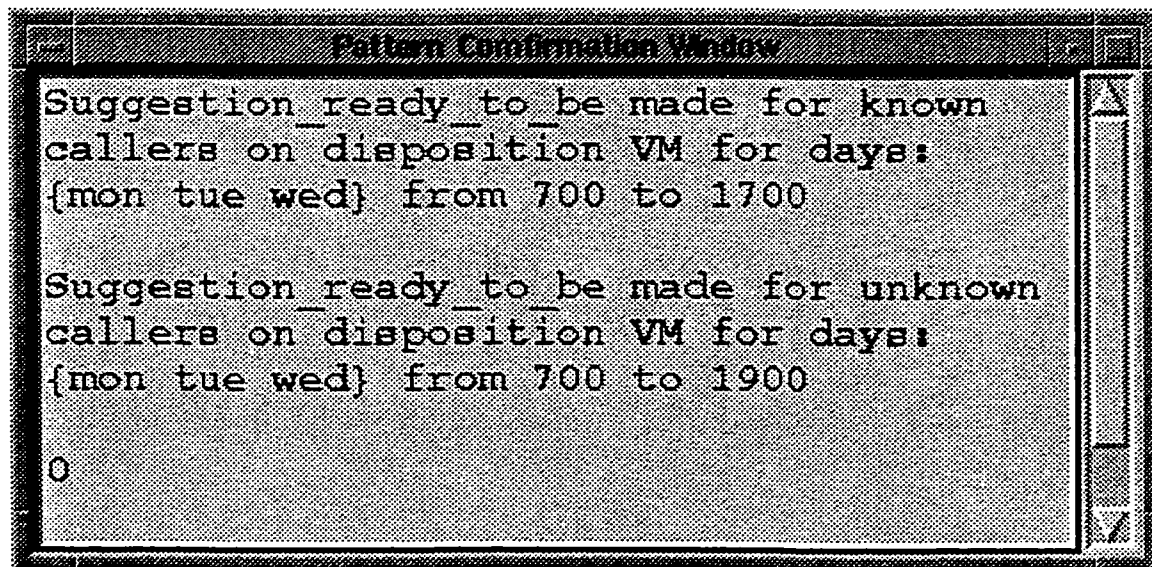 Pattern Comfirmation Window
Suggestion_ready_to_be made for known
callers on disposition VM for days:
{mon tue wed} from 700 to 1700
Suggestion_ready_to_be made for unknown
callers on disposition VM for days:
{mon tue wed} from 700 to 1900
0